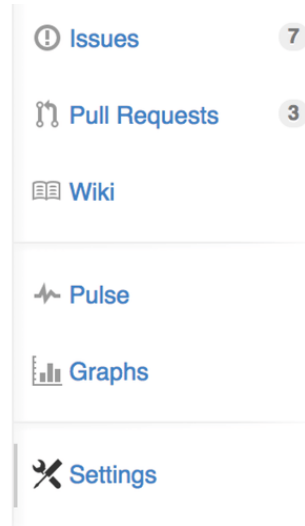 Issues 7
Pull Requests 3
Wiki
Pulse
Graphs
Settings